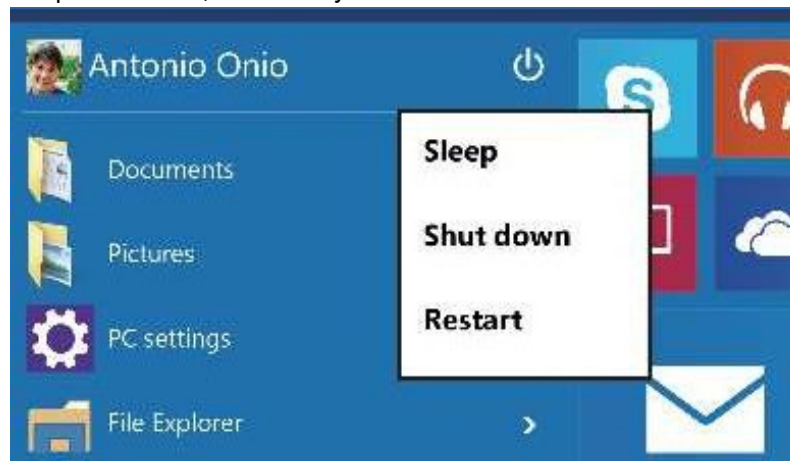 Antonio Onio
Sleep
Documents
Shut down
Pictures
Restart
PC settings
File Explorer